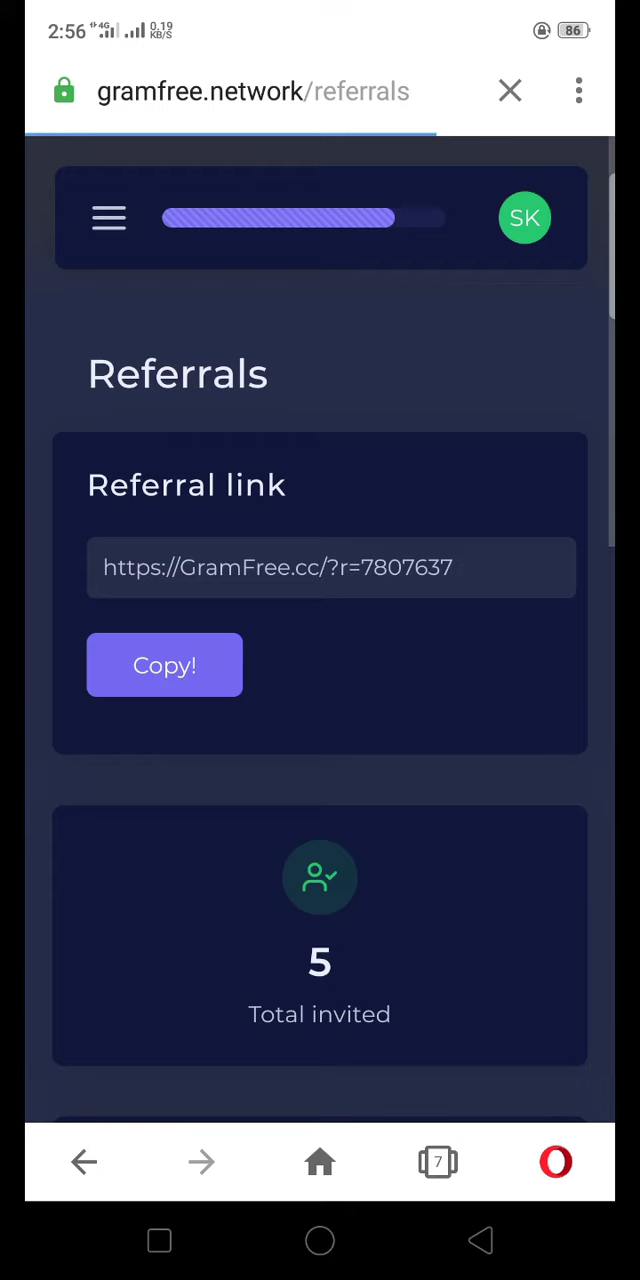 2:56 4G 0.19 KB/S 86
gramfree.network/referrals
SK
Referrals
Referral link
https://GramFree.cc/?r=7807637
Copy!
5
Total invited
7